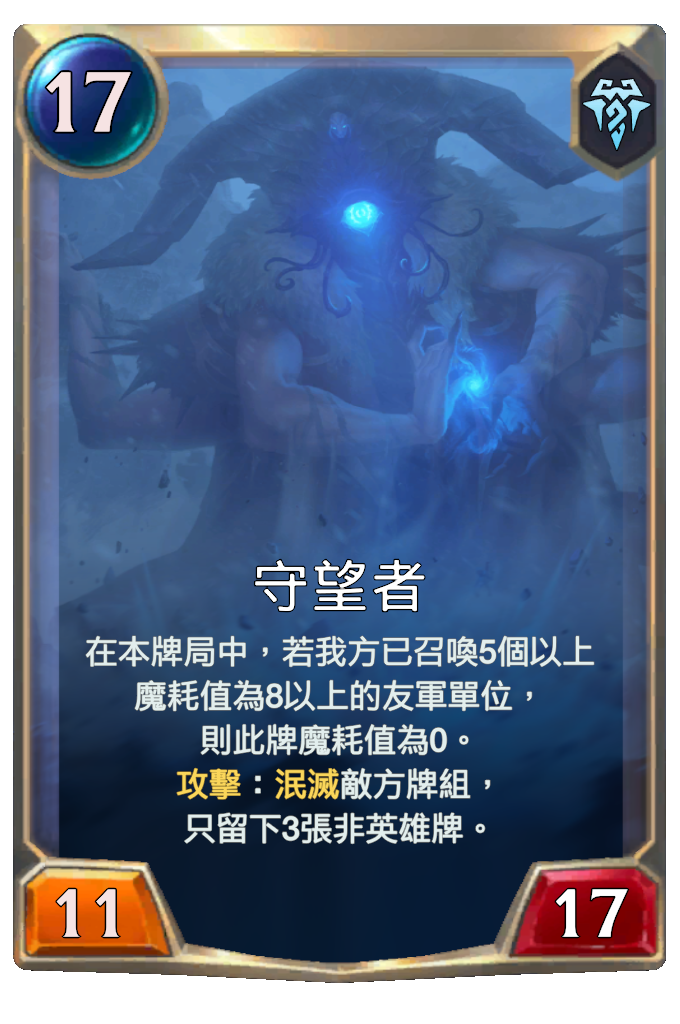 17
守望者
在本牌局中，若我方已召喚5個以上
魔耗值為8以上的友軍單位，
則此牌魔耗值為0。
攻擊：泯滅敵方牌組，
只留下3張非英雄牌。
11
17